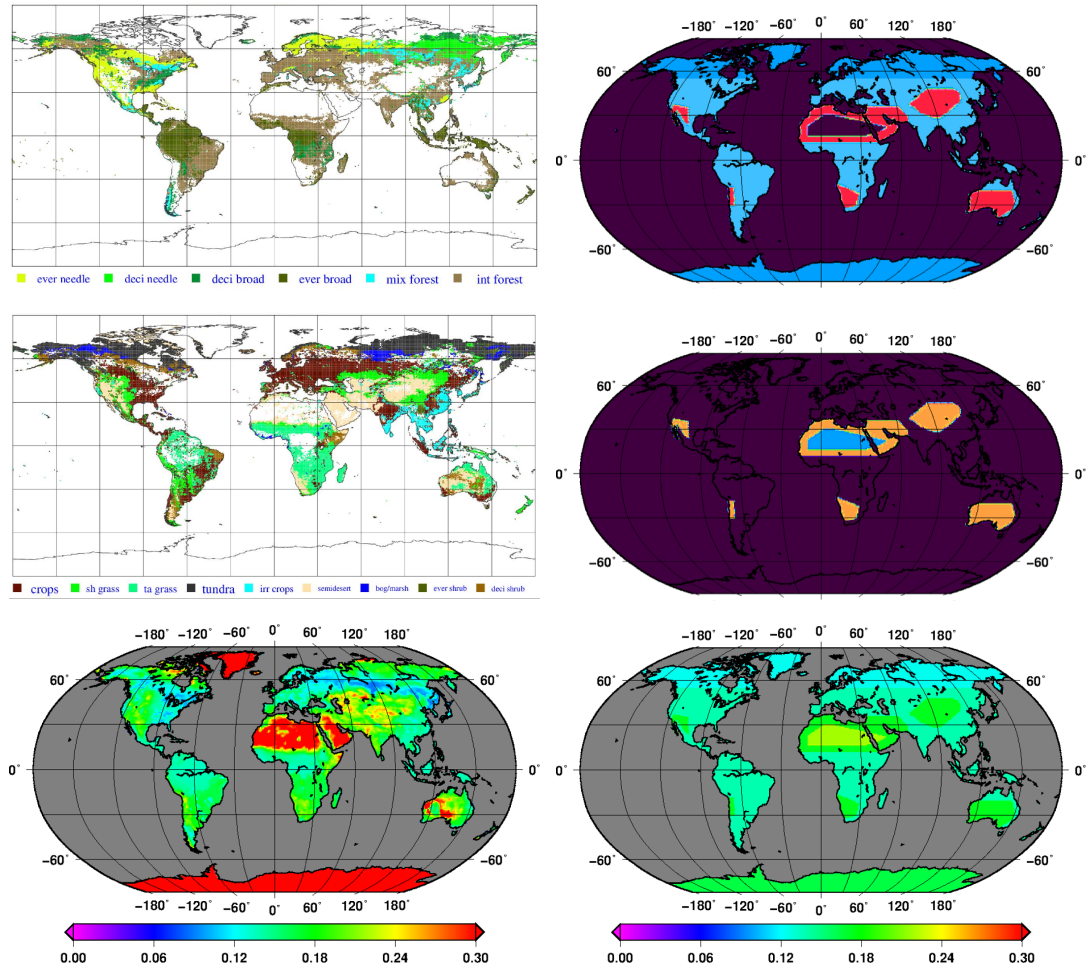 -180° -120° -60° 0° 60° 120° 180°
60°
60°
0°
0°
-60°
-60°
ever needle deci needle deci broad ever broad mix forest int forest
-180° -120° -60° 0° 60° 120° 180°
60°
60°
0°
0°
-60°
-60°
crops sh grass ta grass tundra irr crops semidesert bog/marsh ever shrub deci shrub
-180° -120° -60° 0° 60° 120° 180°
60°
60°
0°
0°
-60°
-60°
-180° -120° -60° 0° 60° 120° 180°
0.00 0.06 0.12 0.18 0.24 0.30
-180° -120° -60° 0° 60° 120° 180°
60°
60°
0°
0°
-60°
-60°
-180° -120° -60° 0° 60° 120° 180°
0.00 0.06 0.12 0.18 0.24 0.30